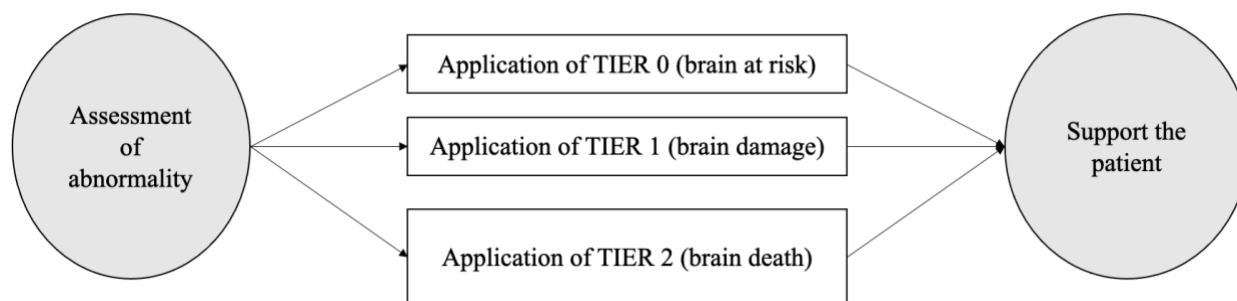 Assessment
of
abnormality
Application of TIER 0 (brain at risk)
Application of TIER 1 (brain damage)
Application of TIER 2 (brain death)
Support the
patient